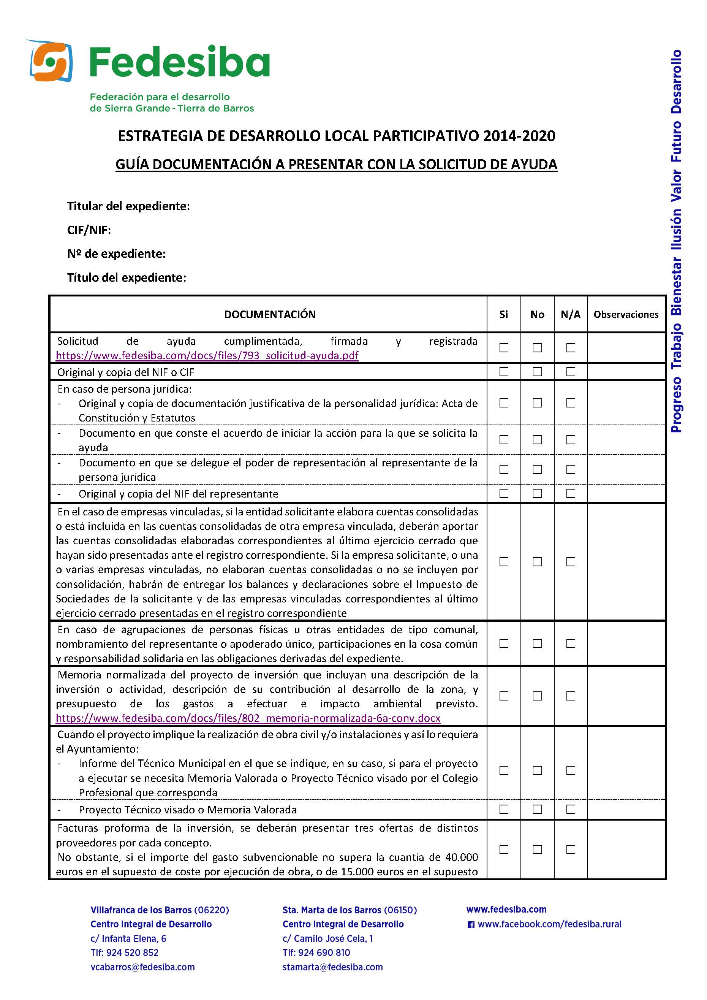 Fedesiba
Federación para el desarrollo
de Sierra Grande - Tierra de Barros
Progreso Trabajo Bienestar Ilusión Valor Futuro Desarrollo
ESTRATEGIA DE DESARROLLO LOCAL PARTICIPATIVO 2014-2020
GUÍA DOCUMENTACIÓN A PRESENTAR CON LA SOLICITUD DE AYUDA
Titular del expediente:
CIF/NIF:
Nº de expediente:
Título del expediente:
DOCUMENTACIÓN Si No N/A Observaciones
Solicitud de ayuda cumplimentada, firmada y registrada
https://www.fedesiba.com/docs/files/793_solicitud-ayuda.pdf
☐ ☐ ☐
Original y copia del NIF o CIF ☐ ☐ ☐
En caso de persona jurídica:
- Original y copia de documentación justificativa de la personalidad jurídica: Acta de
Constitución y Estatutos
☐ ☐ ☐
- Documento en que conste el acuerdo de iniciar la acción para la que se solicita la
ayuda
☐ ☐ ☐
- Documento en que se delegue el poder de representación al representante de la
persona jurídica
☐ ☐ ☐
- Original y copia del NIF del representante ☐ ☐ ☐
En el caso de empresas vinculadas, si la entidad solicitante elabora cuentas consolidadas
o está incluida en las cuentas consolidadas de otra empresa vinculada, deberán aportar
las cuentas consolidadas elaboradas correspondientes al último ejercicio cerrado que
hayan sido presentadas ante el registro correspondiente. Si la empresa solicitante, o una
o varias empresas vinculadas, no elaboran cuentas consolidadas o no se incluyen por
consolidación, habrán de entregar los balances y declaraciones sobre el Impuesto de
Sociedades de la solicitante y de las empresas vinculadas correspondientes al último
ejercicio cerrado presentadas en el registro correspondiente
☐ ☐ ☐
En caso de agrupaciones de personas físicas u otras entidades de tipo comunal,
nombramiento del representante o apoderado único, participaciones en la cosa común
y responsabilidad solidaria en las obligaciones derivadas del expediente.
☐ ☐ ☐
Memoria normalizada del proyecto de inversión que incluyan una descripción de la
inversión o actividad, descripción de su contribución al desarrollo de la zona, y
presupuesto de los gastos a efectuar e impacto ambiental previsto.
https://www.fedesiba.com/docs/files/802_memoria-normalizada-6a-conv.docx
☐ ☐ ☐
Cuando el proyecto implique la realización de obra civil y/o instalaciones y así lo requiera
el Ayuntamiento:
- Informe del Técnico Municipal en el que se indique, en su caso, si para el proyecto
a ejecutar se necesita Memoria Valorada o Proyecto Técnico visado por el Colegio
Profesional que corresponda
☐ ☐ ☐
- Proyecto Técnico visado o Memoria Valorada ☐ ☐ ☐
Facturas proforma de la inversión, se deberán presentar tres ofertas de distintos
proveedores por cada concepto.
No obstante, si el importe del gasto subvencionable no supera la cuantía de 40.000
euros en el supuesto de coste por ejecución de obra, o de 15.000 euros en el supuesto
☐ ☐ ☐
Villafranca de los Barros (06220)
Centro Integral de Desarrollo
c/ Infanta Elena, 6
Tlf: 924 520 852
vcabarros@fedesiba.com
Sta. Marta de los Barros (06150)
Centro Integral de Desarrollo
c/ Camilo José Cela, 1
Tlf: 924 690 810
stamarta@fedesiba.com
www.fedesiba.com
www.facebook.com/fedesiba.rural